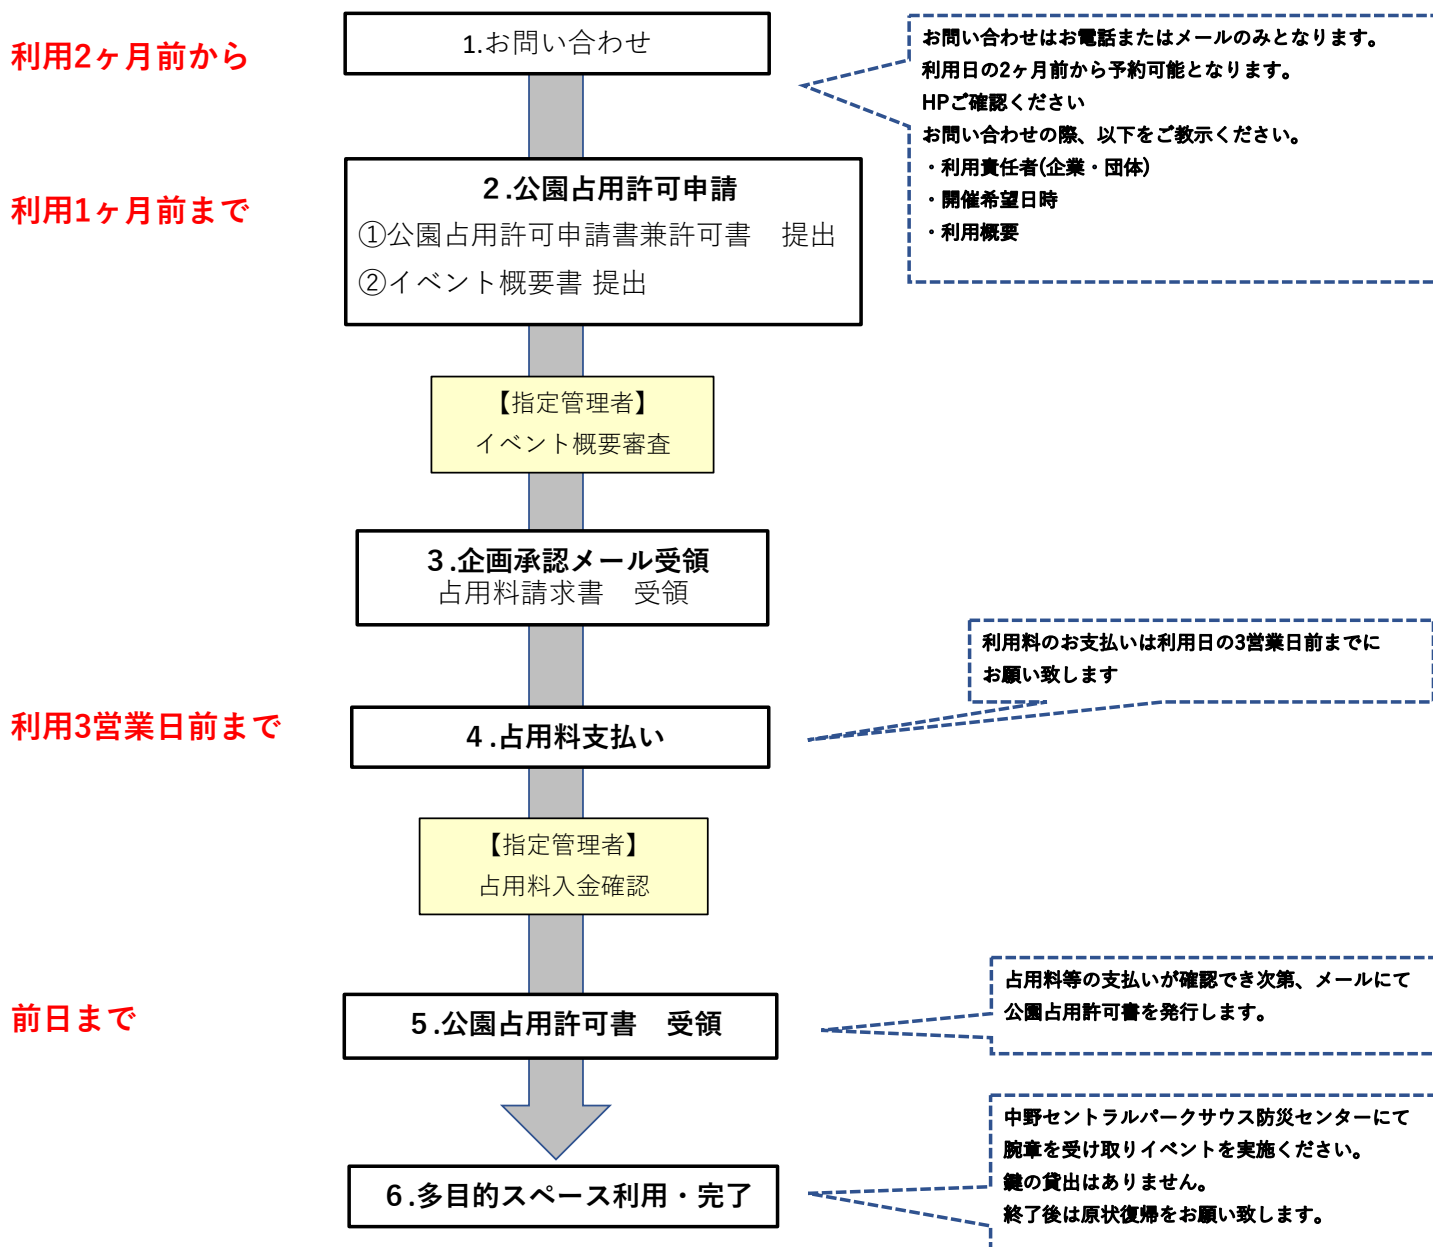 利用2ヶ月前から
1.お問い合わせ
お問い合わせはお電話またはメールのみとなります。
利用日の2ヶ月前から予約可能となります。
HPご確認ください
お問い合わせの際、以下をご教示ください。
・利用責任者(企業・団体)
・開催希望日時
・利用概要
利用1ヶ月前まで
２.公園占用許可申請
①公園占用許可申請書兼許可書　提出
②イベント概要書 提出
【指定管理者】
イベント概要審査
３.企画承認メール受領
占用料請求書　受領
利用料のお支払いは利用日の3営業日前までに
お願い致します
利用3営業日前まで
４.占用料支払い
【指定管理者】
占用料入金確認
占用料等の支払いが確認でき次第、メールにて
公園占用許可書を発行します。
前日まで
５.公園占用許可書　受領
中野セントラルパークサウス防災センターにて
腕章を受け取りイベントを実施ください。
鍵の貸出はありません。
終了後は原状復帰をお願い致します。
６.多目的スペース利用・完了